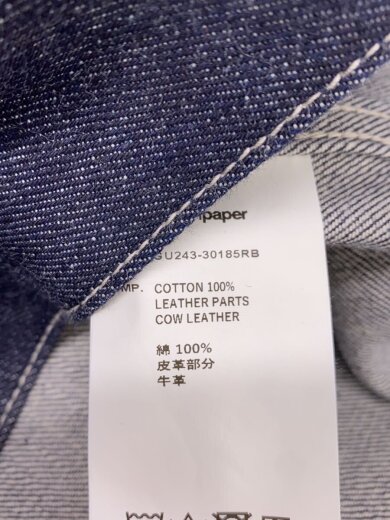 paper
GU243-30185RB
MP. COTTON 100%
LEATHER PARTS
COW LEATHER
綿 100%
皮革部分
牛革